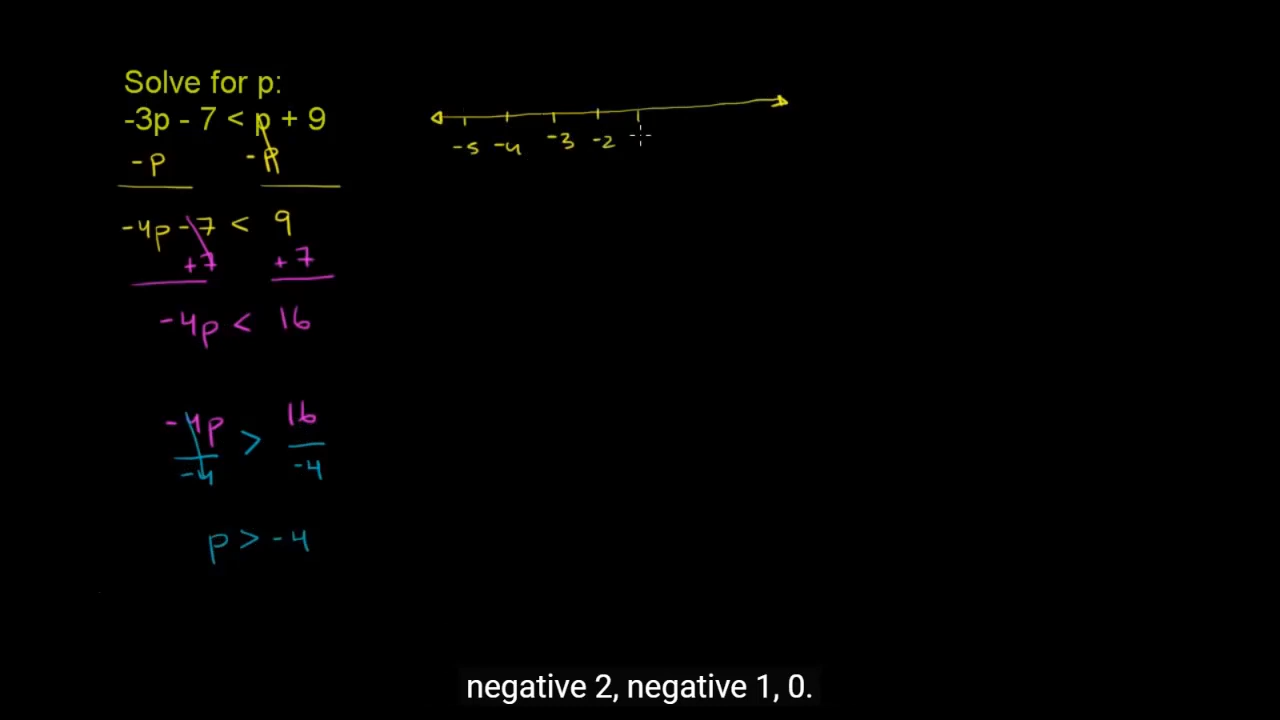 Solve for p:
-3p - 7 < p + 9
-p -p
-4p - 7 < 9
+7 +7
-4p < 16
-4p > 16
-4 -4
p > -4
-5 -4 -3 -2
negative 2, negative 1, 0.